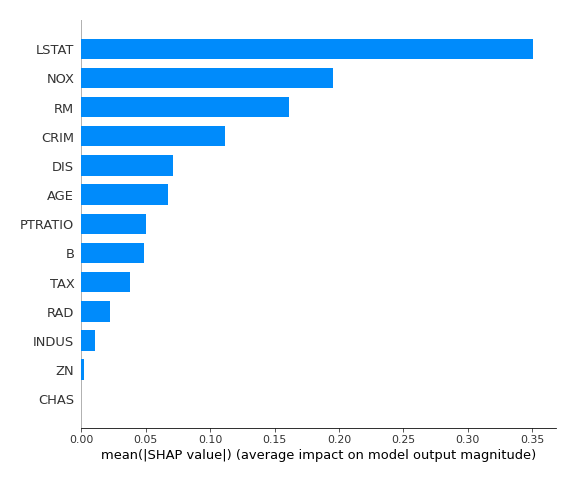 LSTAT
NOX
RM
CRIM
DIS
AGE
PTRATIO
B
TAX
RAD
INDUS
ZN
CHAS
0.00 0.05 0.10 0.15 0.20 0.25 0.30 0.35
mean(|SHAP value|) (average impact on model output magnitude)